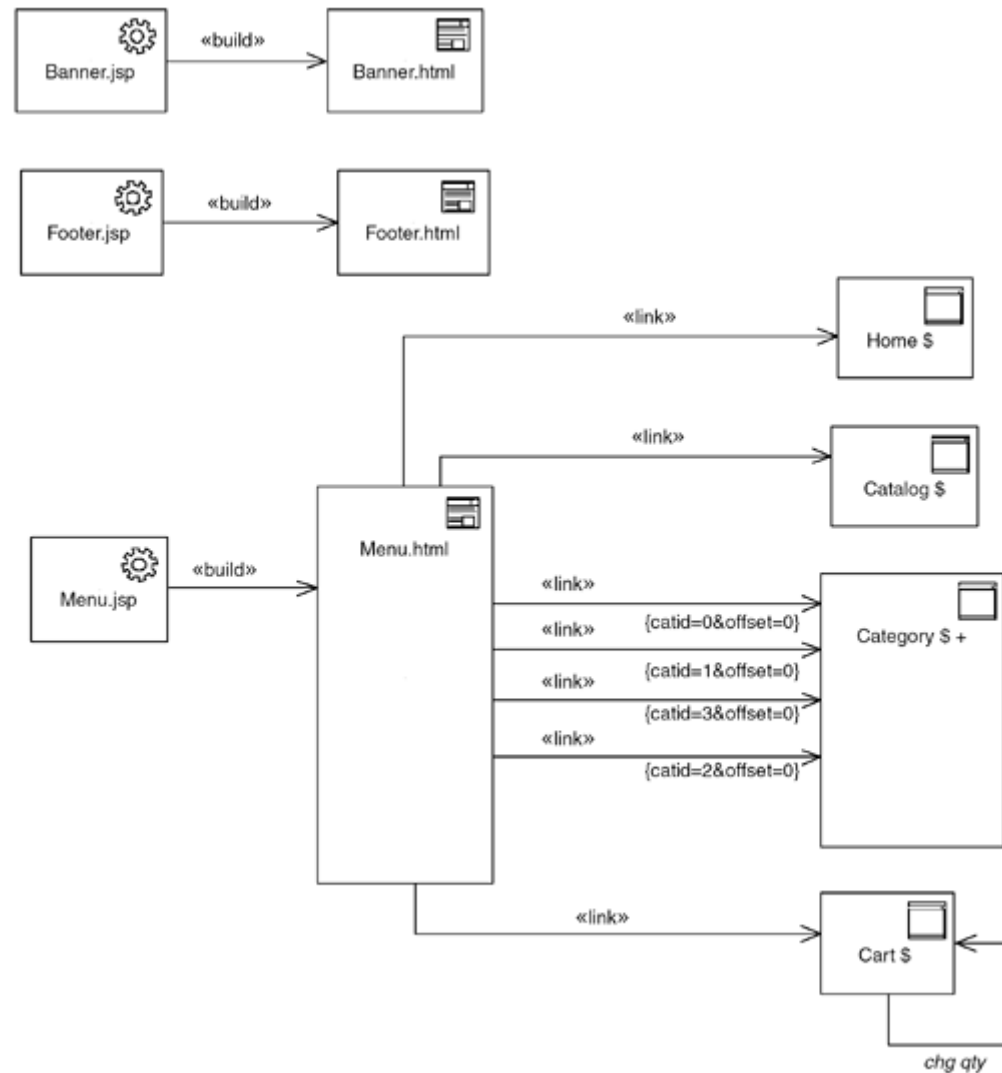 «build»
Banner.jsp
Banner.html
«build»
Footer.jsp
Footer.html
«link»
Home $
«link»
Catalog $
Menu.html
«build»
Menu.jsp
«link»
{catid=0&offset=0}
Category $ +
«link»
{catid=1&offset=0}
«link»
{catid=3&offset=0}
«link»
{catid=2&offset=0}
«link»
Cart $
chg qty